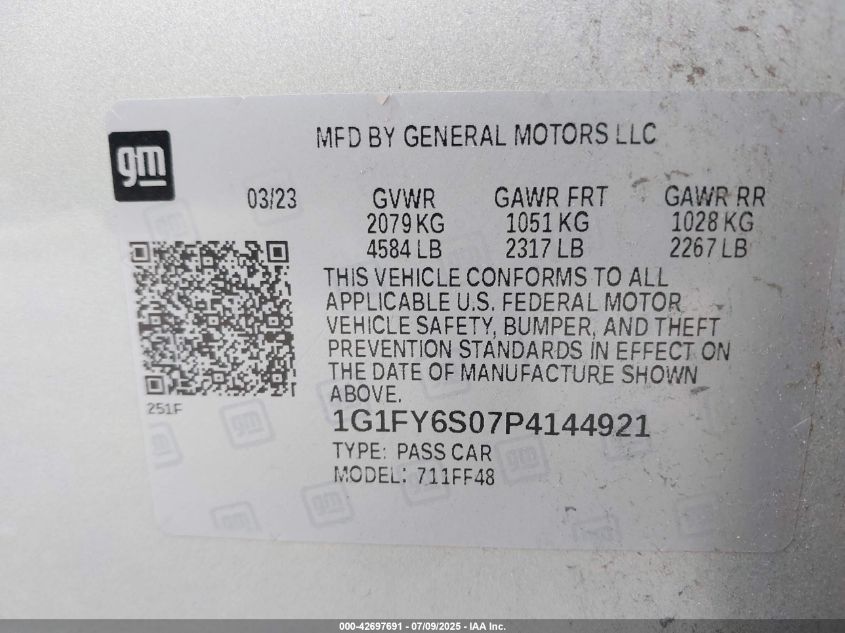 gm
MFD BY GENERAL MOTORS LLC
03/23 GVWR GAWR FRT GAWR RR
2079 KG 1051 KG 1028 KG
4584 LB 2317 LB 2267 LB
THIS VEHICLE CONFORMS TO ALL
APPLICABLE U.S. FEDERAL MOTOR
VEHICLE SAFETY, BUMPER, AND THEFT
PREVENTION STANDARDS IN EFFECT ON
THE DATE OF MANUFACTURE SHOWN
ABOVE.
251F
1G1FY6S07P4144921
TYPE: PASS CAR
MODEL: 711FF48
000-42697691 - 07/09/2025 - IAA Inc.